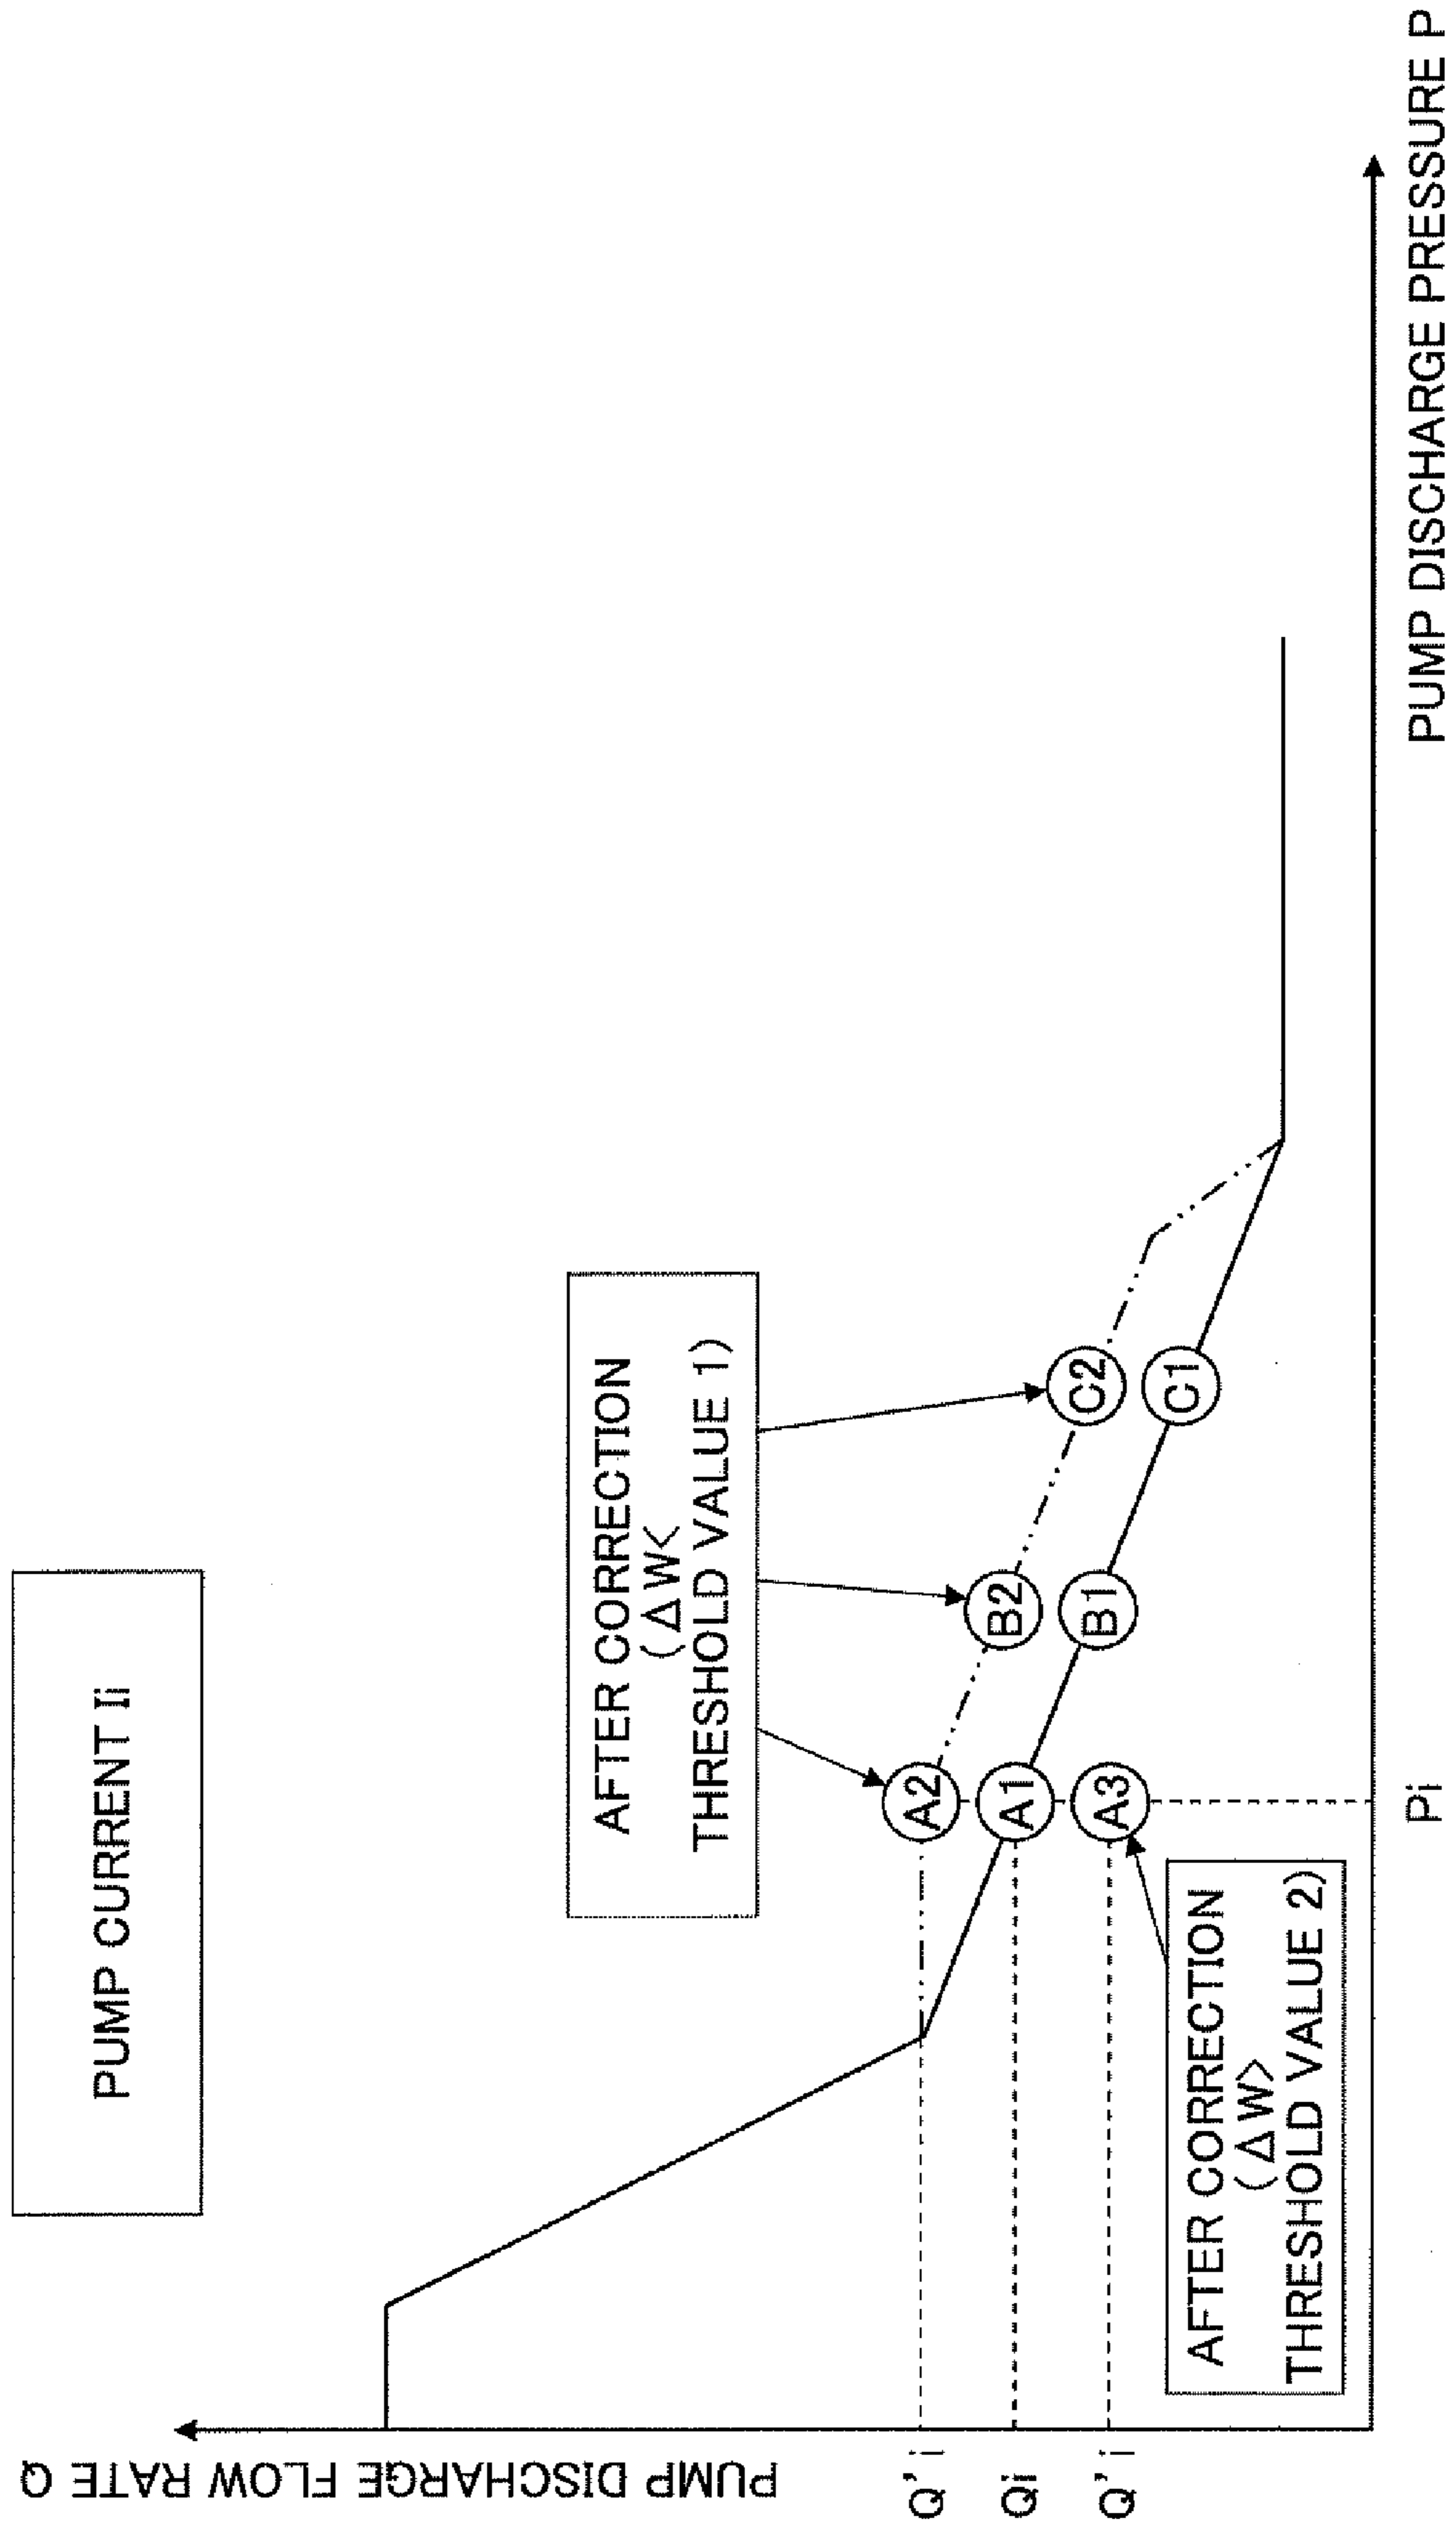 PUMP CURRENT Ii
PUMP DISCHARGE FLOW RATE Q
AFTER CORRECTION
(ΔW<
THRESHOLD VALUE 1)
A2
B2
C2
A1
B1
C1
A3
Q'i
Qi
Q'i
AFTER CORRECTION
(ΔW>
THRESHOLD VALUE 2)
Pi
PUMP DISCHARGE PRESSURE P